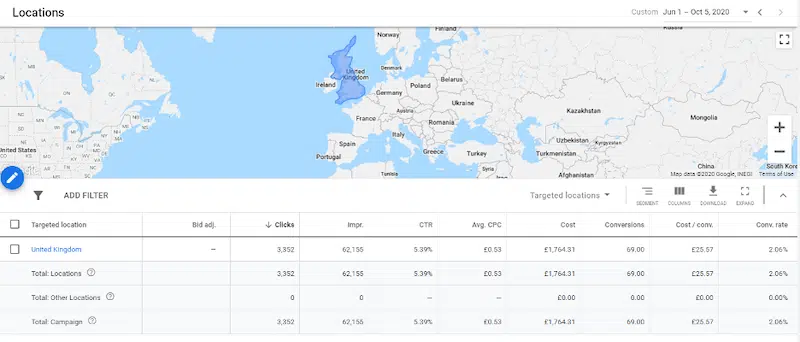 Locations
Custom Jun 1 – Oct 5, 2020
Norway
Denmark
United Kingdom
Ireland
Poland
Belarus
Germany
Ukraine
Kazakhstan
Austria
France
Romania
Mongolia
Italy
Spain
Uzbekistan
Kyrgyzstan
Portugal
Greece
Turkey
Turkmenistan
United States
China
South Korea
Afghanistan
Tunisia
Map data ©2020 Google, INEGI Terms of Use
ADD FILTER
Targeted locations
SEGMENT
COLUMNS
DOWNLOAD
EXPAND
Targeted location Bid adj. Clicks Impr. CTR Avg. CPC Cost Conversions Cost / conv. Conv. rate
United Kingdom – 3,352 62,155 5.39% £0.53 £1,764.31 69.00 £25.57 2.06%
Total: Locations 3,352 62,155 5.39% £0.53 £1,764.31 69.00 £25.57 2.06%
Total: Other Locations 0 0 – – £0.00 0.00 £0.00 0.00%
Total: Campaign 3,352 62,155 5.39% £0.53 £1,764.31 69.00 £25.57 2.06%